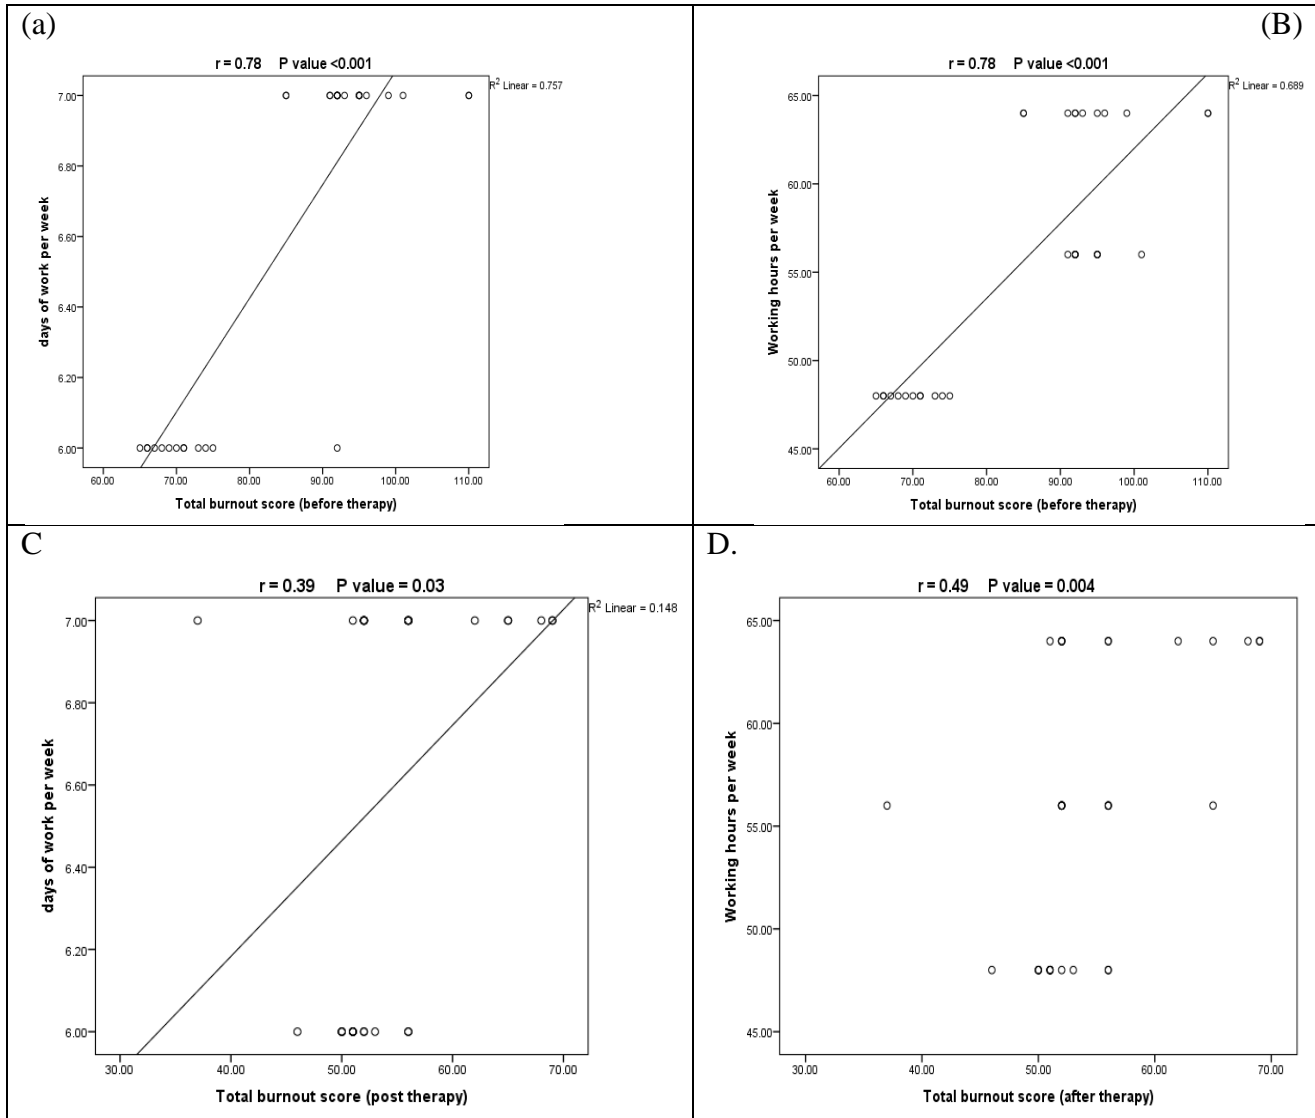 (a)
r = 0.78 P value <0.001
R² Linear = 0.757
7.00
6.80
6.60
6.40
6.20
6.00
days of work per week
60.00 70.00 80.00 90.00 100.00 110.00
Total burnout score (before therapy)
(B)
r = 0.78 P value <0.001
R² Linear = 0.689
65.00
60.00
55.00
50.00
45.00
Working hours per week
60.00 70.00 80.00 90.00 100.00 110.00
Total burnout score (before therapy)
C
r = 0.39 P value = 0.03
R² Linear = 0.148
7.00
6.80
6.60
6.40
6.20
6.00
days of work per week
30.00 40.00 50.00 60.00 70.00
Total burnout score (post therapy)
D.
r = 0.49 P value = 0.004
65.00
60.00
55.00
50.00
45.00
Working hours per week
30.00 40.00 50.00 60.00 70.00
Total burnout score (after therapy)